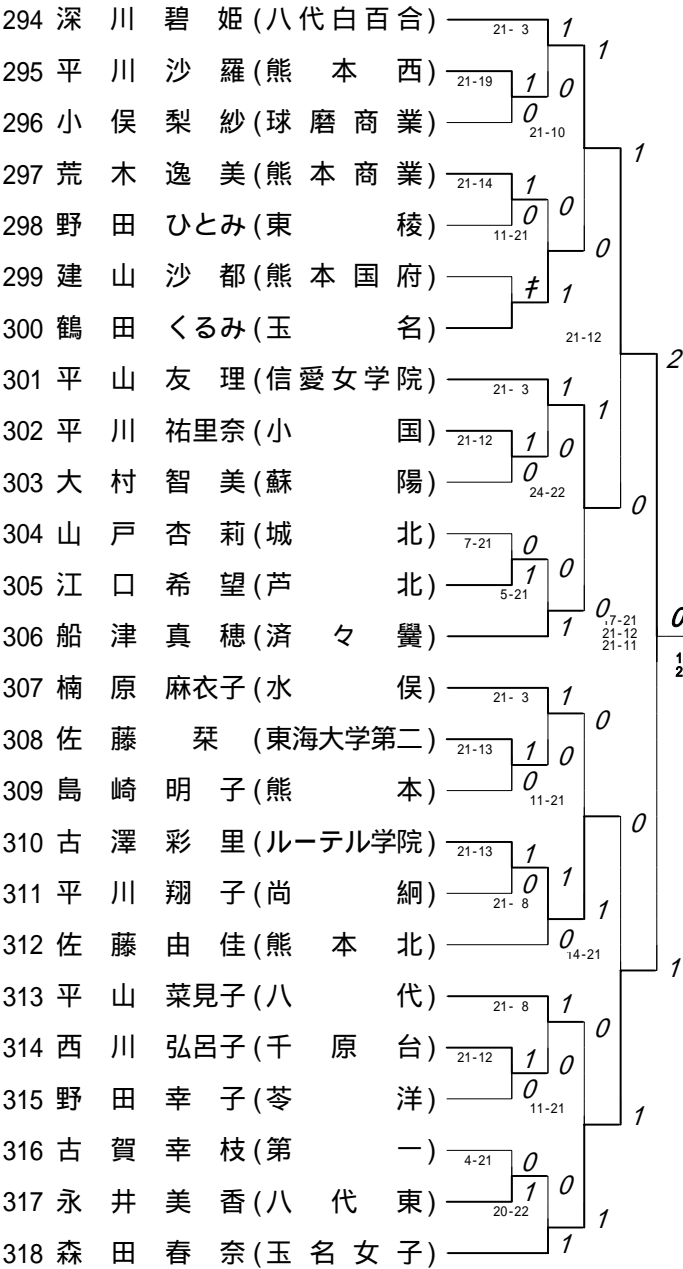 294 深川碧姫(八代白百合) 21- 3 1
1
295 平川沙羅(熊本西) 21-19 1 0
296 小俣梨紗(球磨商業) 0 21-10
1
297 荒木逸美(熊本商業) 21-14 1
298 野田ひとみ(東稜) 0 11-21 0
0
299 建山沙都(熊本国府) キ 1
300 鶴田くるみ(玉名) 21-12
2
301 平山友理(信愛女学院) 21- 3 1
1
302 平川祐里奈(小国) 21-12 1 0
303 大村智美(蘇陽) 0 24-22
0
304 山戸杏莉(城北) 7-21 0
305 江口希望(芦北) 1 5-21 0
306 船津真穂(済々黌) 1 0 17-21
21-12
21-11
0
1
2
307 楠原麻衣子(水俣) 21- 3 1
0
308 佐藤栞(東海大学第二) 21-13 1 0
309 島崎明子(熊本) 0 11-21
0
310 古澤彩里(ルーテル学院) 21-13 1
311 平川翔子(尚絅) 0 21- 8 1
1
312 佐藤由佳(熊本北) 0 14-21
1
313 平山菜見子(八代) 21- 8 1
0
314 西川弘呂子(千原台) 21-12 1 0
315 野田幸子(苓洋) 0 11-21
1
316 古賀幸枝(第一) 4-21 0
317 永井美香(八代東) 1 20-22 0
1
318 森田春奈(玉名女子) 1